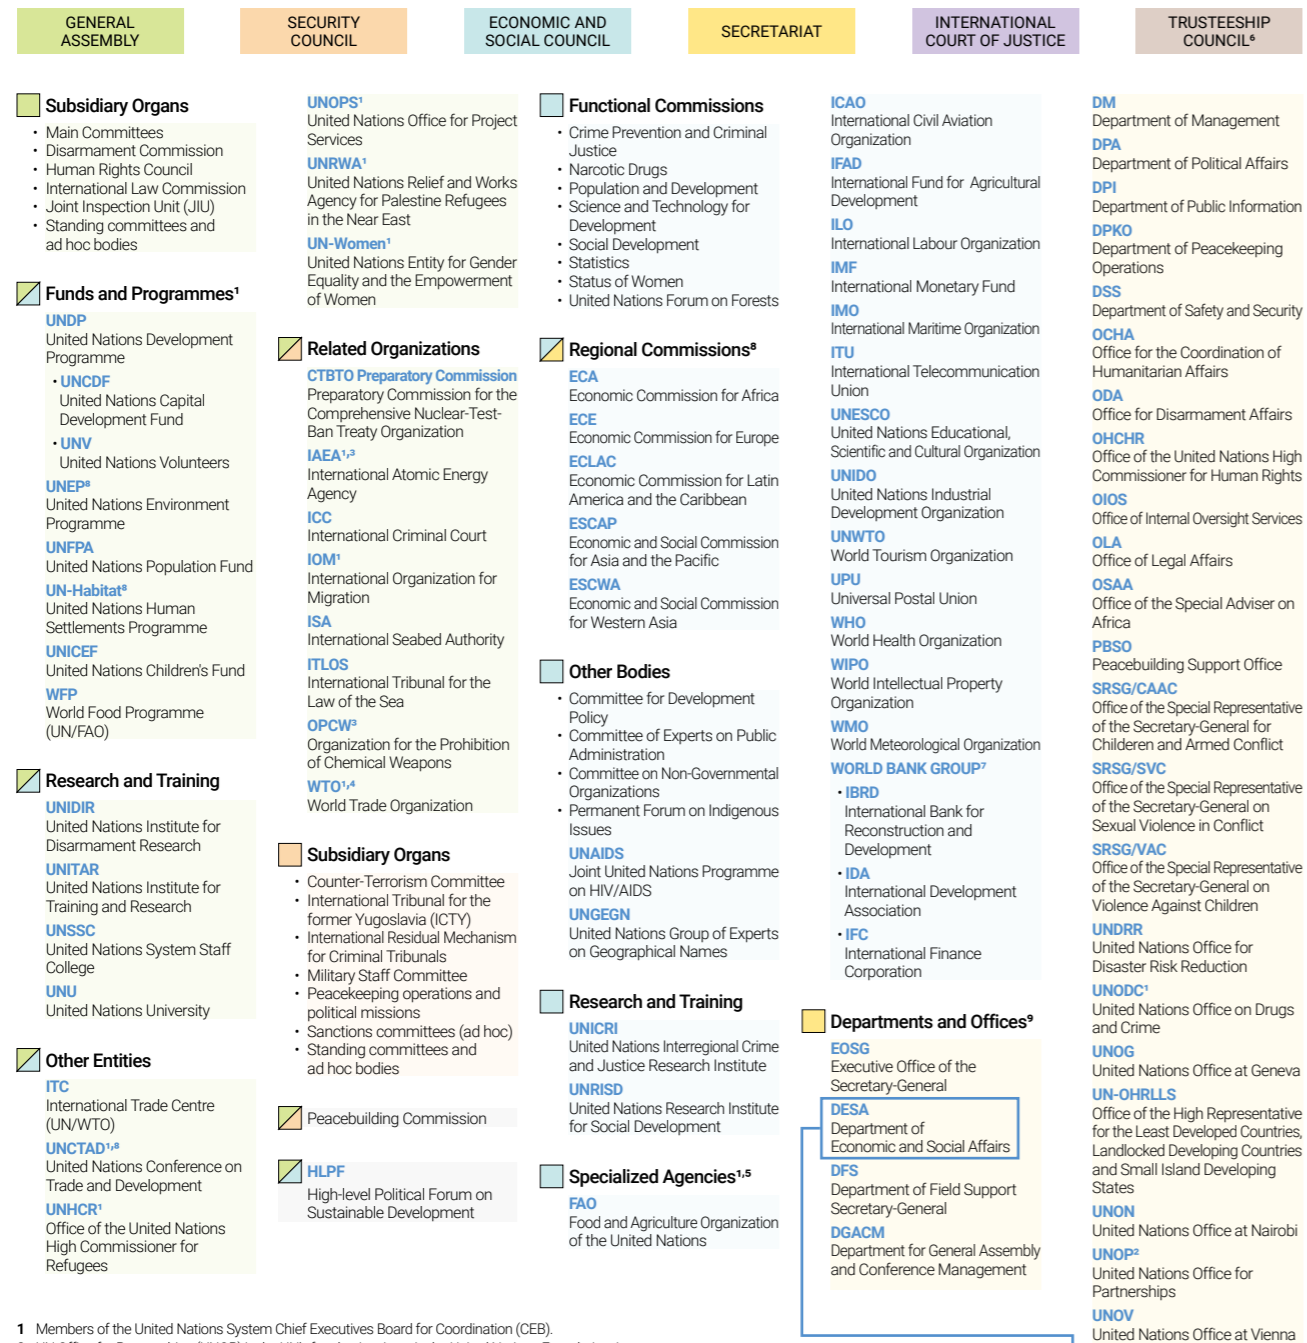 GENERAL
ASSEMBLY
SECURITY
COUNCIL
ECONOMIC AND
SOCIAL COUNCIL
SECRETARIAT
INTERNATIONAL
COURT OF JUSTICE
TRUSTEESHIP
COUNCIL⁶
Subsidiary Organs
• Main Committees
• Disarmament Commission
• Human Rights Council
• International Law Commission
• Joint Inspection Unit (JIU)
• Standing committees and
ad hoc bodies
Funds and Programmes¹
UNDP
United Nations Development
Programme
• UNCDF
United Nations Capital
Development Fund
• UNV
United Nations Volunteers
UNEP⁸
United Nations Environment
Programme
UNFPA
United Nations Population Fund
UN-Habitat⁸
United Nations Human
Settlements Programme
UNICEF
United Nations Children's Fund
WFP
World Food Programme
(UN/FAO)
Research and Training
UNIDIR
United Nations Institute for
Disarmament Research
UNITAR
United Nations Institute for
Training and Research
UNSSC
United Nations System Staff
College
UNU
United Nations University
Other Entities
ITC
International Trade Centre
(UN/WTO)
UNCTAD¹,⁸
United Nations Conference on
Trade and Development
UNHCR¹
Office of the United Nations
High Commissioner for
Refugees
UNOPS¹
United Nations Office for Project
Services
UNRWA¹
United Nations Relief and Works
Agency for Palestine Refugees
in the Near East
UN-Women¹
United Nations Entity for Gender
Equality and the Empowerment
of Women
Related Organizations
CTBTO Preparatory Commission
Preparatory Commission for the
Comprehensive Nuclear-Test-
Ban Treaty Organization
IAEA¹,³
International Atomic Energy
Agency
ICC
International Criminal Court
IOM¹
International Organization for
Migration
ISA
International Seabed Authority
ITLOS
International Tribunal for the
Law of the Sea
OPCW³
Organization for the Prohibition
of Chemical Weapons
WTO¹,⁴
World Trade Organization
Subsidiary Organs
• Counter-Terrorism Committee
• International Tribunal for the
former Yugoslavia (ICTY)
• International Residual Mechanism
for Criminal Tribunals
• Military Staff Committee
• Peacekeeping operations and
political missions
• Sanctions committees (ad hoc)
• Standing committees and
ad hoc bodies
Peacebuilding Commission
HLPF
High-level Political Forum on
Sustainable Development
Functional Commissions
• Crime Prevention and Criminal
Justice
• Narcotic Drugs
• Population and Development
• Science and Technology for
Development
• Social Development
• Statistics
• Status of Women
• United Nations Forum on Forests
Regional Commissions⁸
ECA
Economic Commission for Africa
ECE
Economic Commission for Europe
ECLAC
Economic Commission for Latin
America and the Caribbean
ESCAP
Economic and Social Commission
for Asia and the Pacific
ESCWA
Economic and Social Commission
for Western Asia
Other Bodies
• Committee for Development
Policy
• Committee of Experts on Public
Administration
• Committee on Non-Governmental
Organizations
• Permanent Forum on Indigenous
Issues
UNAIDS
Joint United Nations Programme
on HIV/AIDS
UNGEGN
United Nations Group of Experts
on Geographical Names
Research and Training
UNICRI
United Nations Interregional Crime
and Justice Research Institute
UNRISD
United Nations Research Institute
for Social Development
Specialized Agencies¹,⁵
FAO
Food and Agriculture Organization
of the United Nations
ICAO
International Civil Aviation
Organization
IFAD
International Fund for Agricultural
Development
ILO
International Labour Organization
IMF
International Monetary Fund
IMO
International Maritime Organization
ITU
International Telecommunication
Union
UNESCO
United Nations Educational,
Scientific and Cultural Organization
UNIDO
United Nations Industrial
Development Organization
UNWTO
World Tourism Organization
UPU
Universal Postal Union
WHO
World Health Organization
WIPO
World Intellectual Property
Organization
WMO
World Meteorological Organization
WORLD BANK GROUP⁷
• IBRD
International Bank for
Reconstruction and
Development
• IDA
International Development
Association
• IFC
International Finance
Corporation
Departments and Offices⁹
EOSG
Executive Office of the
Secretary-General
DESA
Department of
Economic and Social Affairs
DFS
Department of Field Support
Secretary-General
DGACM
Department for General Assembly
and Conference Management
DM
Department of Management
DPA
Department of Political Affairs
DPI
Department of Public Information
DPKO
Department of Peacekeeping
Operations
DSS
Department of Safety and Security
OCHA
Office for the Coordination of
Humanitarian Affairs
ODA
Office for Disarmament Affairs
OHCHR
Office of the United Nations High
Commissioner for Human Rights
OIOS
Office of Internal Oversight Services
OLA
Office of Legal Affairs
OSAA
Office of the Special Adviser on
Africa
PBSO
Peacebuilding Support Office
SRSG/CAAC
Office of the Special Representative
of the Secretary-General for
Childeren and Armed Conflict
SRSG/SVC
Office of the Special Representative
of the Secretary-General on
Sexual Violence in Conflict
SRSG/VAC
Office of the Special Representative
of the Secretary-General on
Violence Against Children
UNDRR
United Nations Office for
Disaster Risk Reduction
UNODC¹
United Nations Office on Drugs
and Crime
UNOG
United Nations Office at Geneva
UN-OHRLLS
Office of the High Representative
for the Least Developed Countries,
Landlocked Developing Countries
and Small Island Developing
States
UNON
United Nations Office at Nairobi
UNOP²
United Nations Office for
Partnerships
UNOV
United Nations Office at Vienna
1 Members of the United Nations System Chief Executives Board for Coordination (CEB).